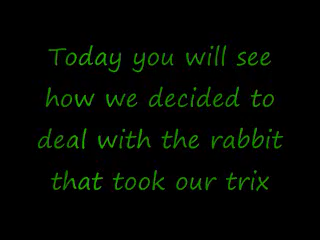 Today you will see
how we decided to
deal with the rabbit
that took our trix